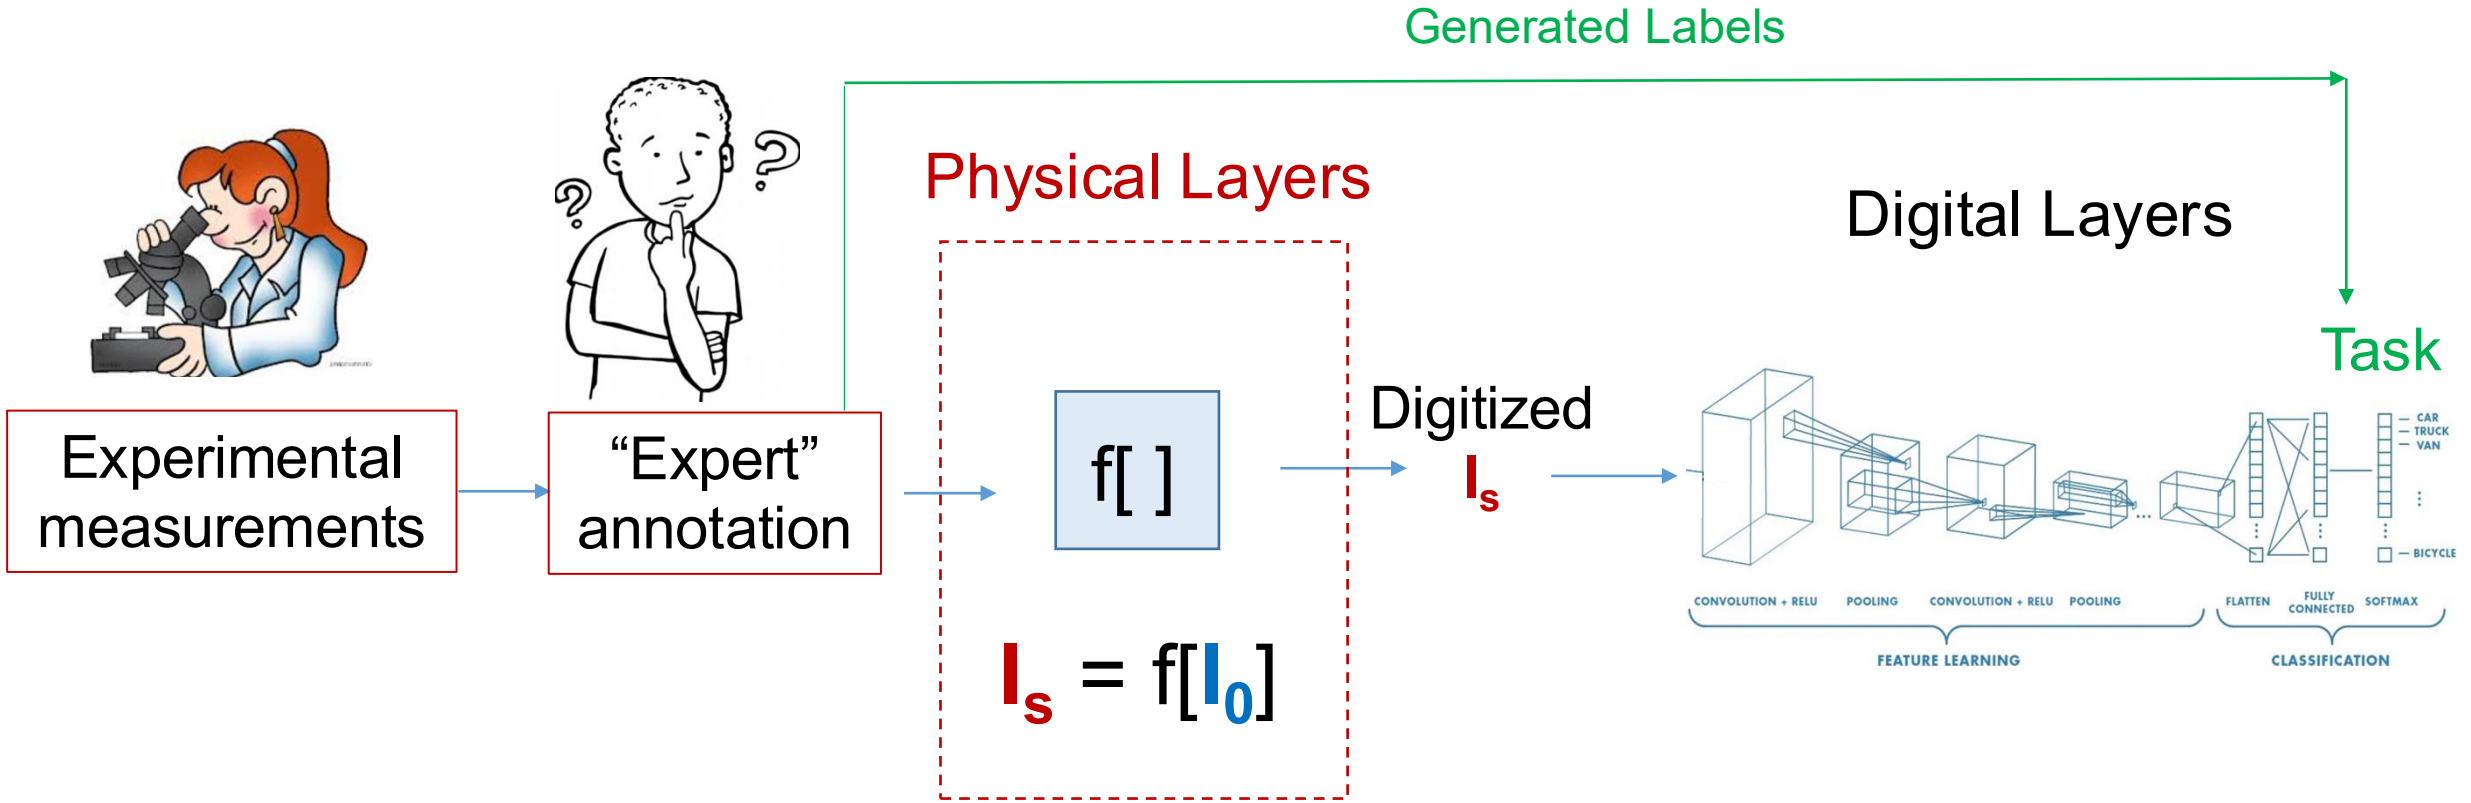 Generated Labels
Physical Layers
Digital Layers
Task
Experimental
measurements
“Expert”
annotation
f[ ]
Is = f[I0]
Digitized
Is
CAR
TRUCK
VAN
BICYCLE
CONVOLUTION + RELU
POOLING
CONVOLUTION + RELU
POOLING
FLATTEN
FULLY
CONNECTED
SOFTMAX
FEATURE LEARNING
CLASSIFICATION